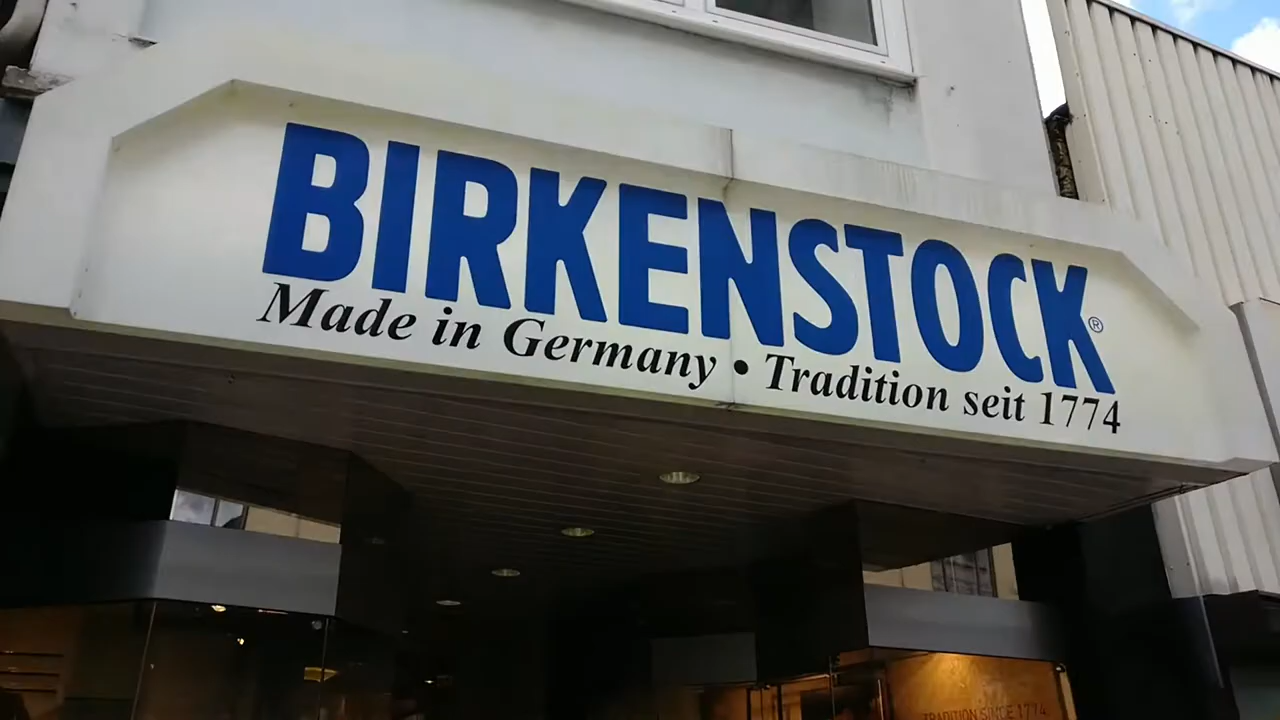 BIRKENSTOCK®
Made in Germany • Tradition seit 1774
TRADITION SINCE 1774